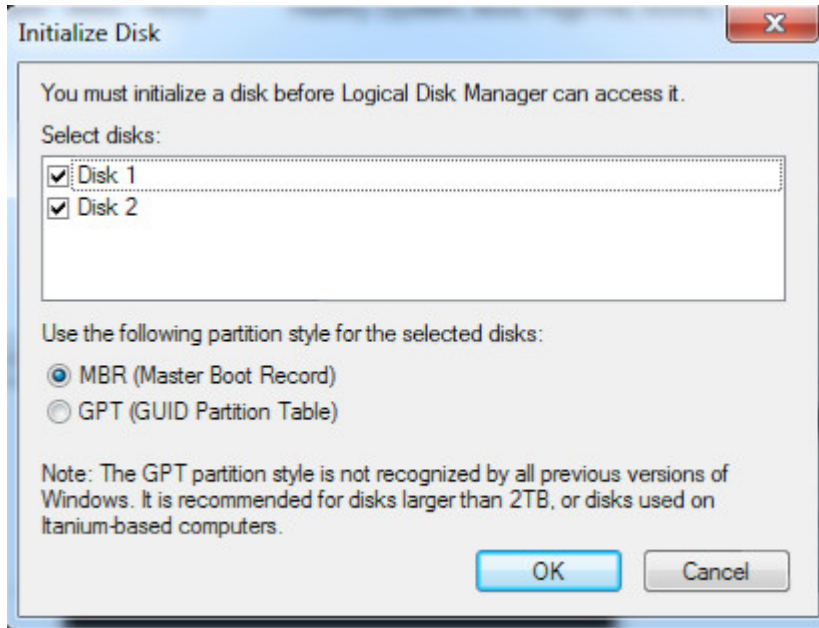 Initialize Disk
You must initialize a disk before Logical Disk Manager can access it.
Select disks:
Disk 1
Disk 2
Use the following partition style for the selected disks:
MBR (Master Boot Record)
GPT (GUID Partition Table)
Note: The GPT partition style is not recognized by all previous versions of
Windows. It is recommended for disks larger than 2TB, or disks used on
Itanium-based computers.
OK
Cancel